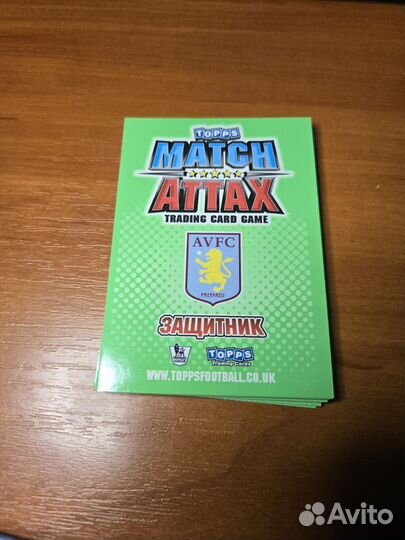 TOPPS
MATCH
ATTAX
TRADING CARD GAME
AVFC
PREPARED
ЗАЩИТНИК
TOPPS
Trading Cards
WWW.TOPPSFOOTBALL.CO.UK
Avito